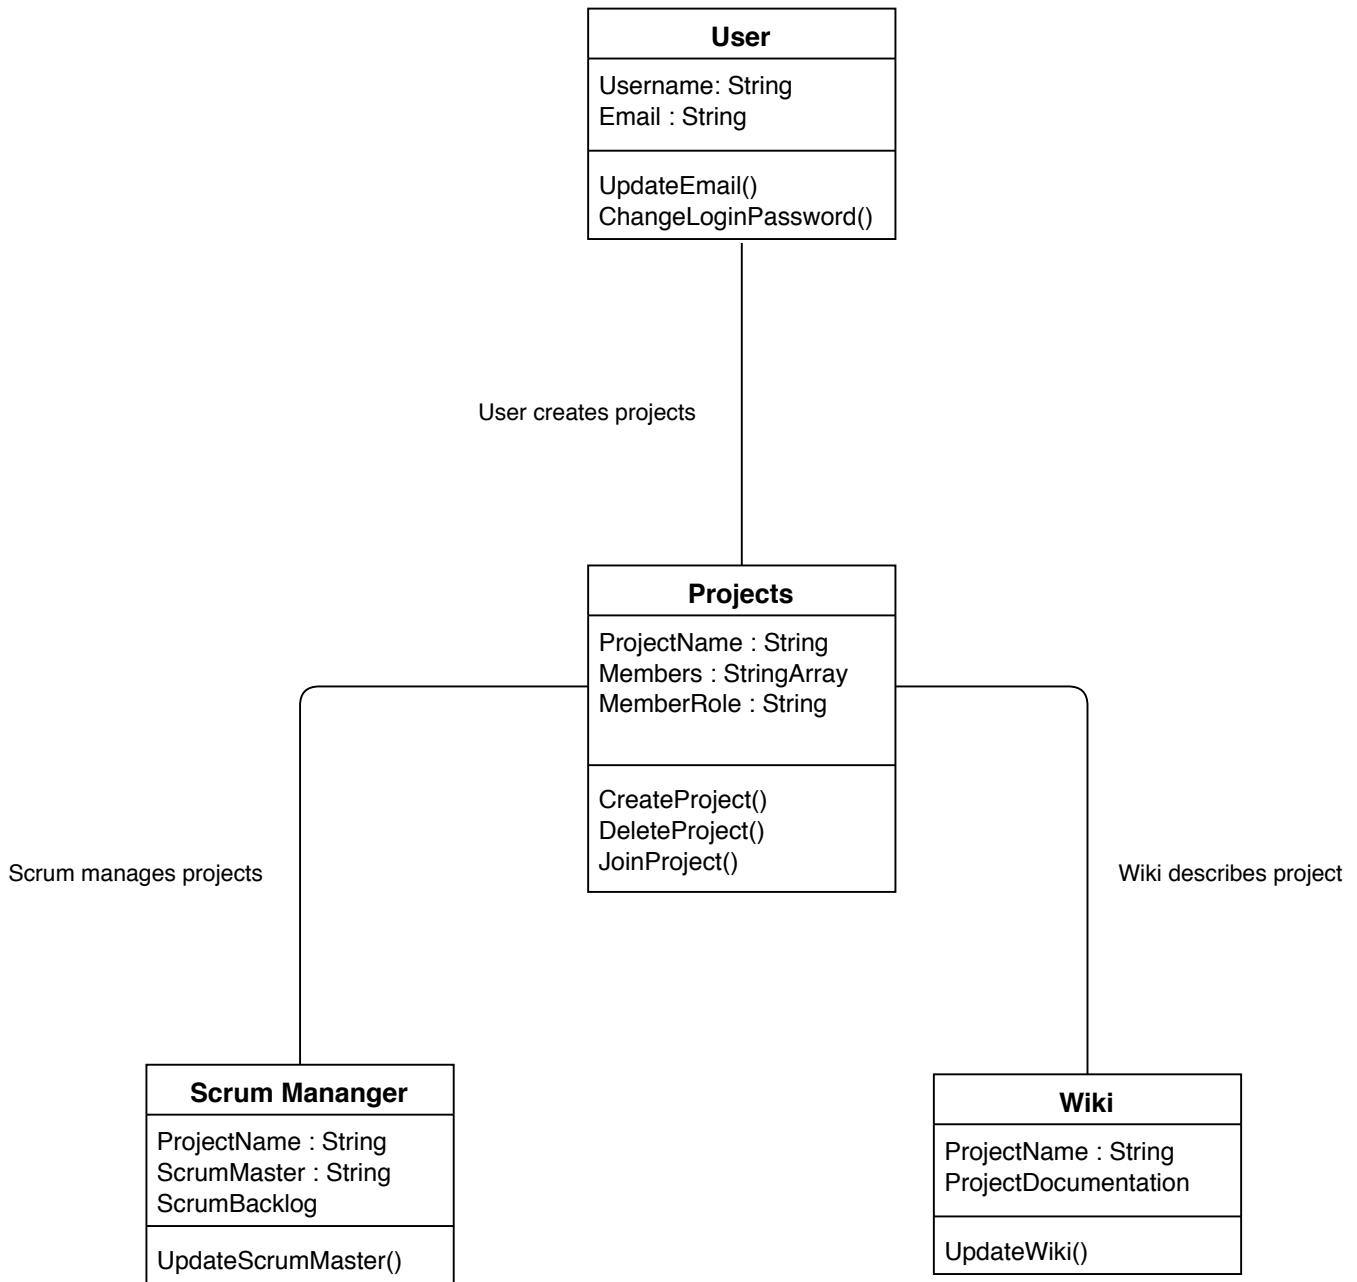 User
Username: String
Email : String
UpdateEmail()
ChangeLoginPassword()
User creates projects
Projects
ProjectName : String
Members : StringArray
MemberRole : String
CreateProject()
DeleteProject()
JoinProject()
Scrum manages projects
Wiki describes project
Scrum Mananger
ProjectName : String
ScrumMaster : String
ScrumBacklog
UpdateScrumMaster()
Wiki
ProjectName : String
ProjectDocumentation
UpdateWiki()